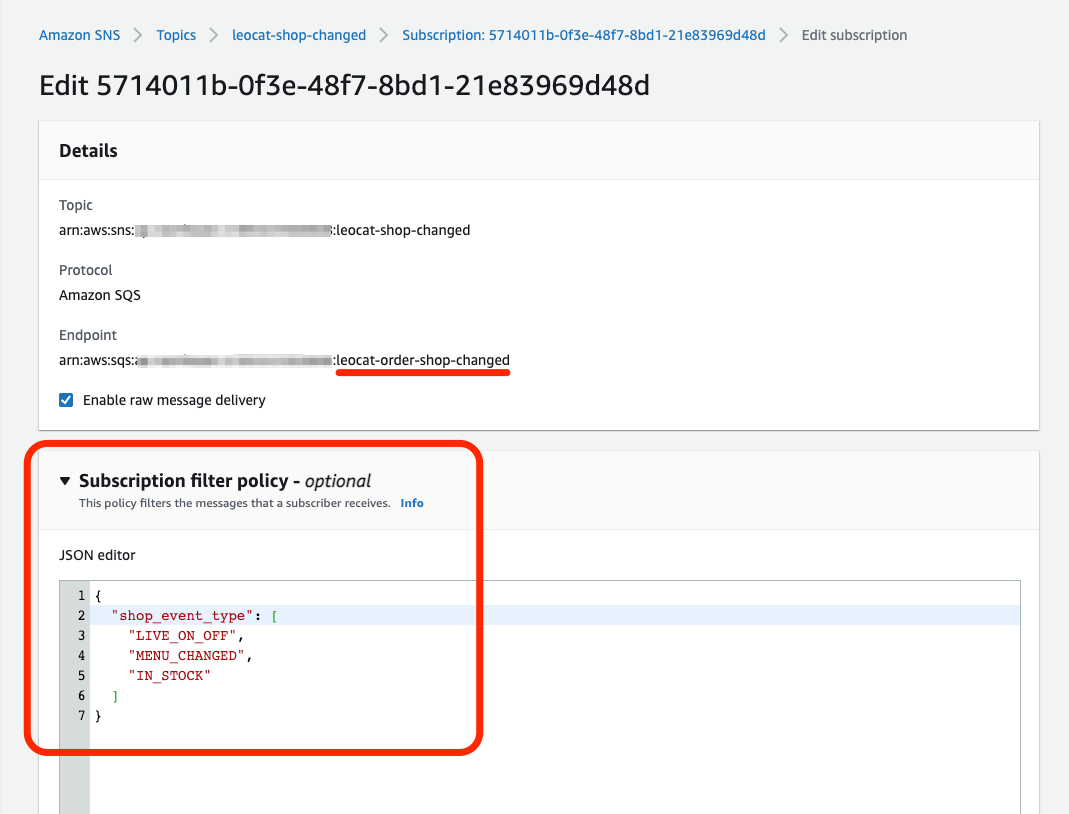 Amazon SNS > Topics > leocat-shop-changed > Subscription: 5714011b-0f3e-48f7-8bd1-21e83969d48d > Edit subscription
Edit 5714011b-0f3e-48f7-8bd1-21e83969d48d
Details
Topic
arn:aws:sns: :leocat-shop-changed
Protocol
Amazon SQS
Endpoint
arn:aws:sqs: :leocat-order-shop-changed
Enable raw message delivery
Subscription filter policy - optional
This policy filters the messages that a subscriber receives. Info
JSON editor
1 {
2 "shop_event_type": [
3 "LIVE_ON_OFF",
4 "MENU_CHANGED",
5 "IN_STOCK"
6 ]
7 }